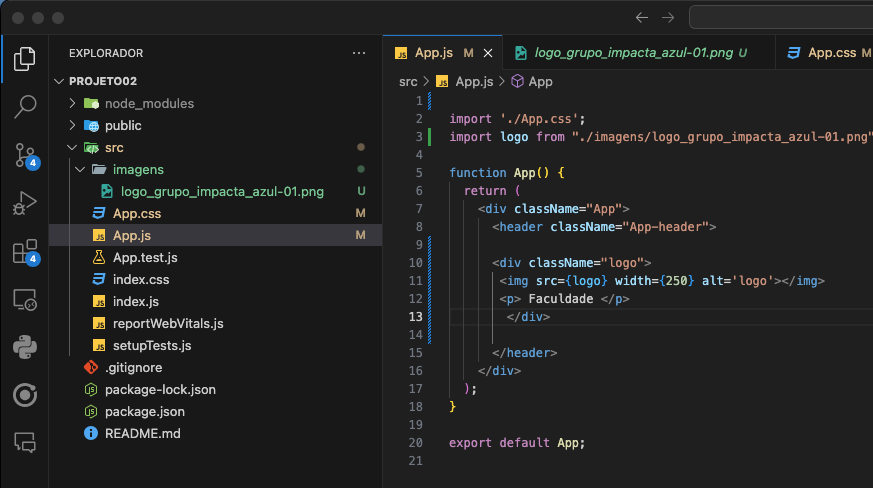 EXPLORADOR ···
PROJETO02
node_modules
public
src
imagens
logo_grupo_impacta_azul-01.png U
App.css M
App.js M
App.test.js
index.css
index.js
reportWebVitals.js
setupTests.js
.gitignore
package-lock.json
package.json
README.md
4
4
App.js M
logo_grupo_impacta_azul-01.png U
App.css M
src > App.js > App
1
2 import './App.css';
3 import logo from "./imagens/logo_grupo_impacta_azul-01.png"
4
5 function App() {
6 return (
7 <div className="App">
8 <header className="App-header">
9
10 <div className="logo">
11 <img src={logo} width={250} alt='logo'></img>
12 <p> Faculdade </p>
13 </div>
14
15 </header>
16 </div>
17 );
18 }
19
20 export default App;
21